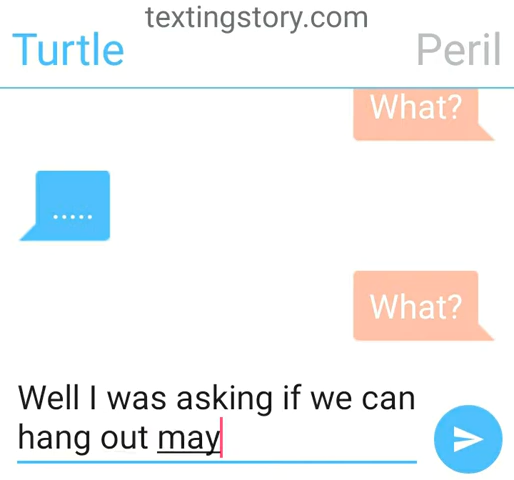 textingstory.com
Turtle
Peril
What?
.....
What?
Well I was asking if we can
hang out may